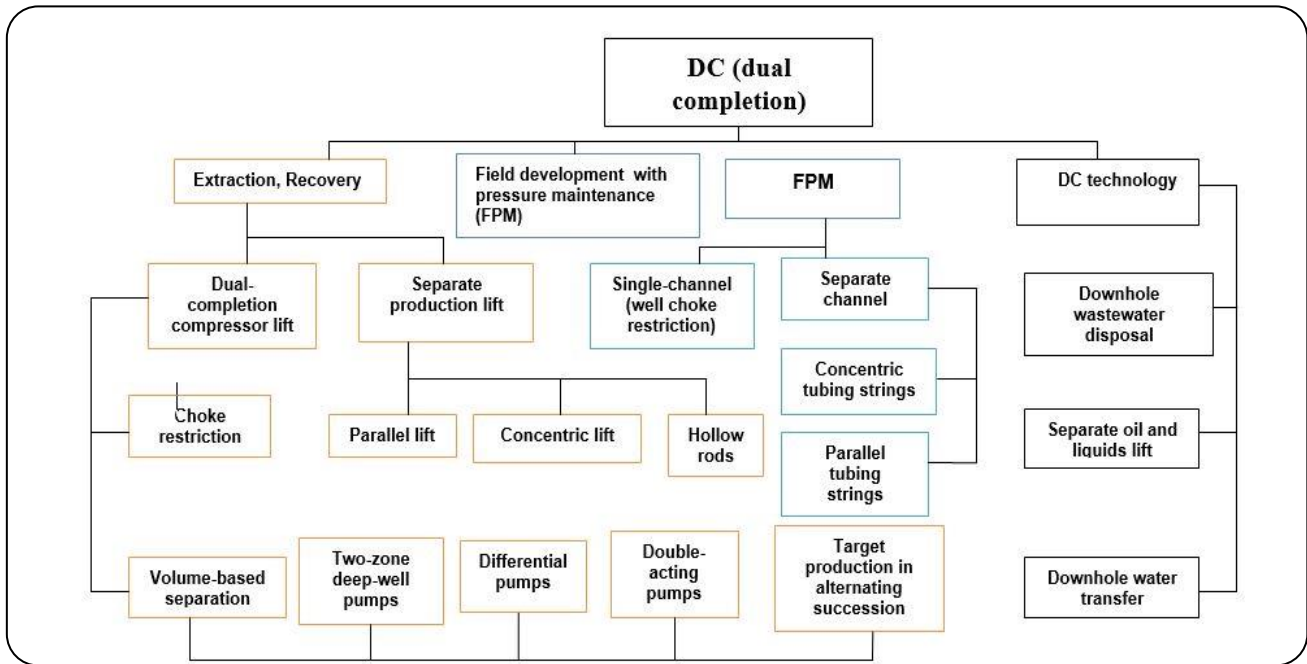 DC (dual
completion)
Extraction, Recovery
Field development with
pressure maintenance
(FPM)
FPM
DC technology
Dual-
completion
compressor lift
Separate
production lift
Single-channel
(well choke
restriction)
Separate
channel
Downhole
wastewater
disposal
Concentric
tubing strings
Choke
restriction
Parallel lift
Concentric lift
Hollow
rods
Parallel
tubing
strings
Separate oil and
liquids lift
Volume-based
separation
Two-zone
deep-well
pumps
Differential
pumps
Double-
acting
pumps
Target
production in
alternating
succession
Downhole water
transfer